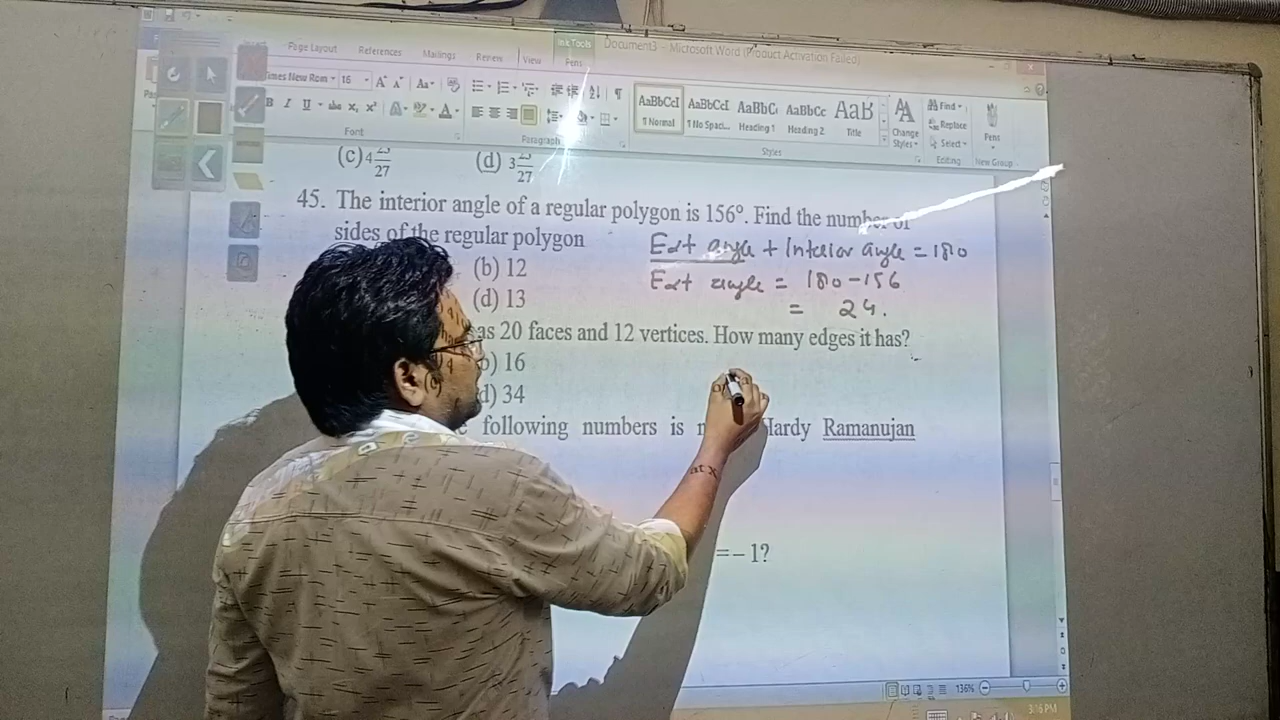 Ink Tools
Document3 - Microsoft Word (Product Activation Failed)
Page Layout References Mailings Review View Pens
Times New Rom 16 A A Aa
B I U abc x, x² A A
Font
Paragraph
AaBbCcI AaBbCcI AaBbC AaBbCc AaB
¶ Normal ¶ No Spaci... Heading 1 Heading 2 Title
Change Styles
Styles
Find
Replace
Select
Editing
Pens
New Group
(c) 4 /27 (d) 3 /27
45. The interior angle of a regular polygon is 156°. Find the number of
sides of the regular polygon
Ext angle + Interior angle = 180
(b) 12
Ext angle = 180-156
(d) 13
= 24.
as 20 faces and 12 vertices. How many edges it has?
) 16
d) 34
following numbers is Hardy Ramanujan
=– 1?
136%
3:16 PM